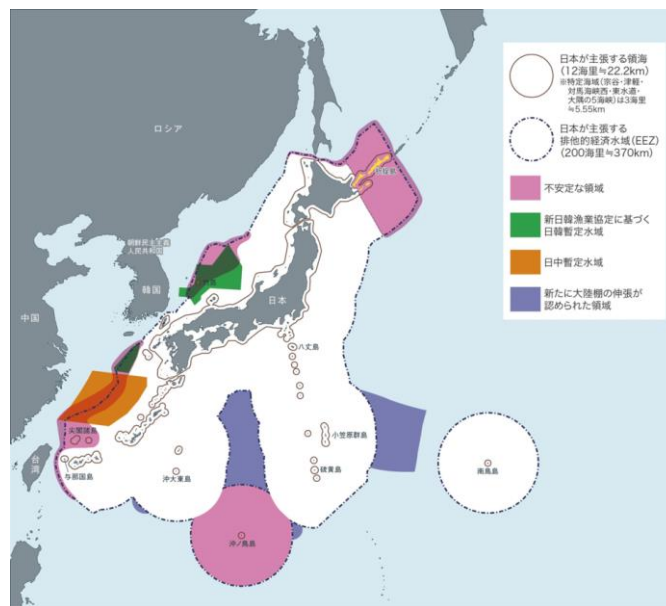 日本が主張する領海
(12海里≒22.2km)
※特定海域(宗谷・津軽・
対馬海峡西・東水道・
大隅の5海峡)は3海里
≒5.55km
日本が主張する
排他的経済水域(EEZ)
(200海里≒370km)
不安定な領域
新日韓漁業協定に基づく
日韓暫定水域
日中暫定水域
新たに大陸棚の伸張が
認められた領域
ロシア
朝鮮民主主義
人民共和国
韓国
中国
日本
八丈島
尖閣諸島
小笠原群島
台湾
与那国島
沖大東島
硫黄島
南鳥島
沖ノ鳥島